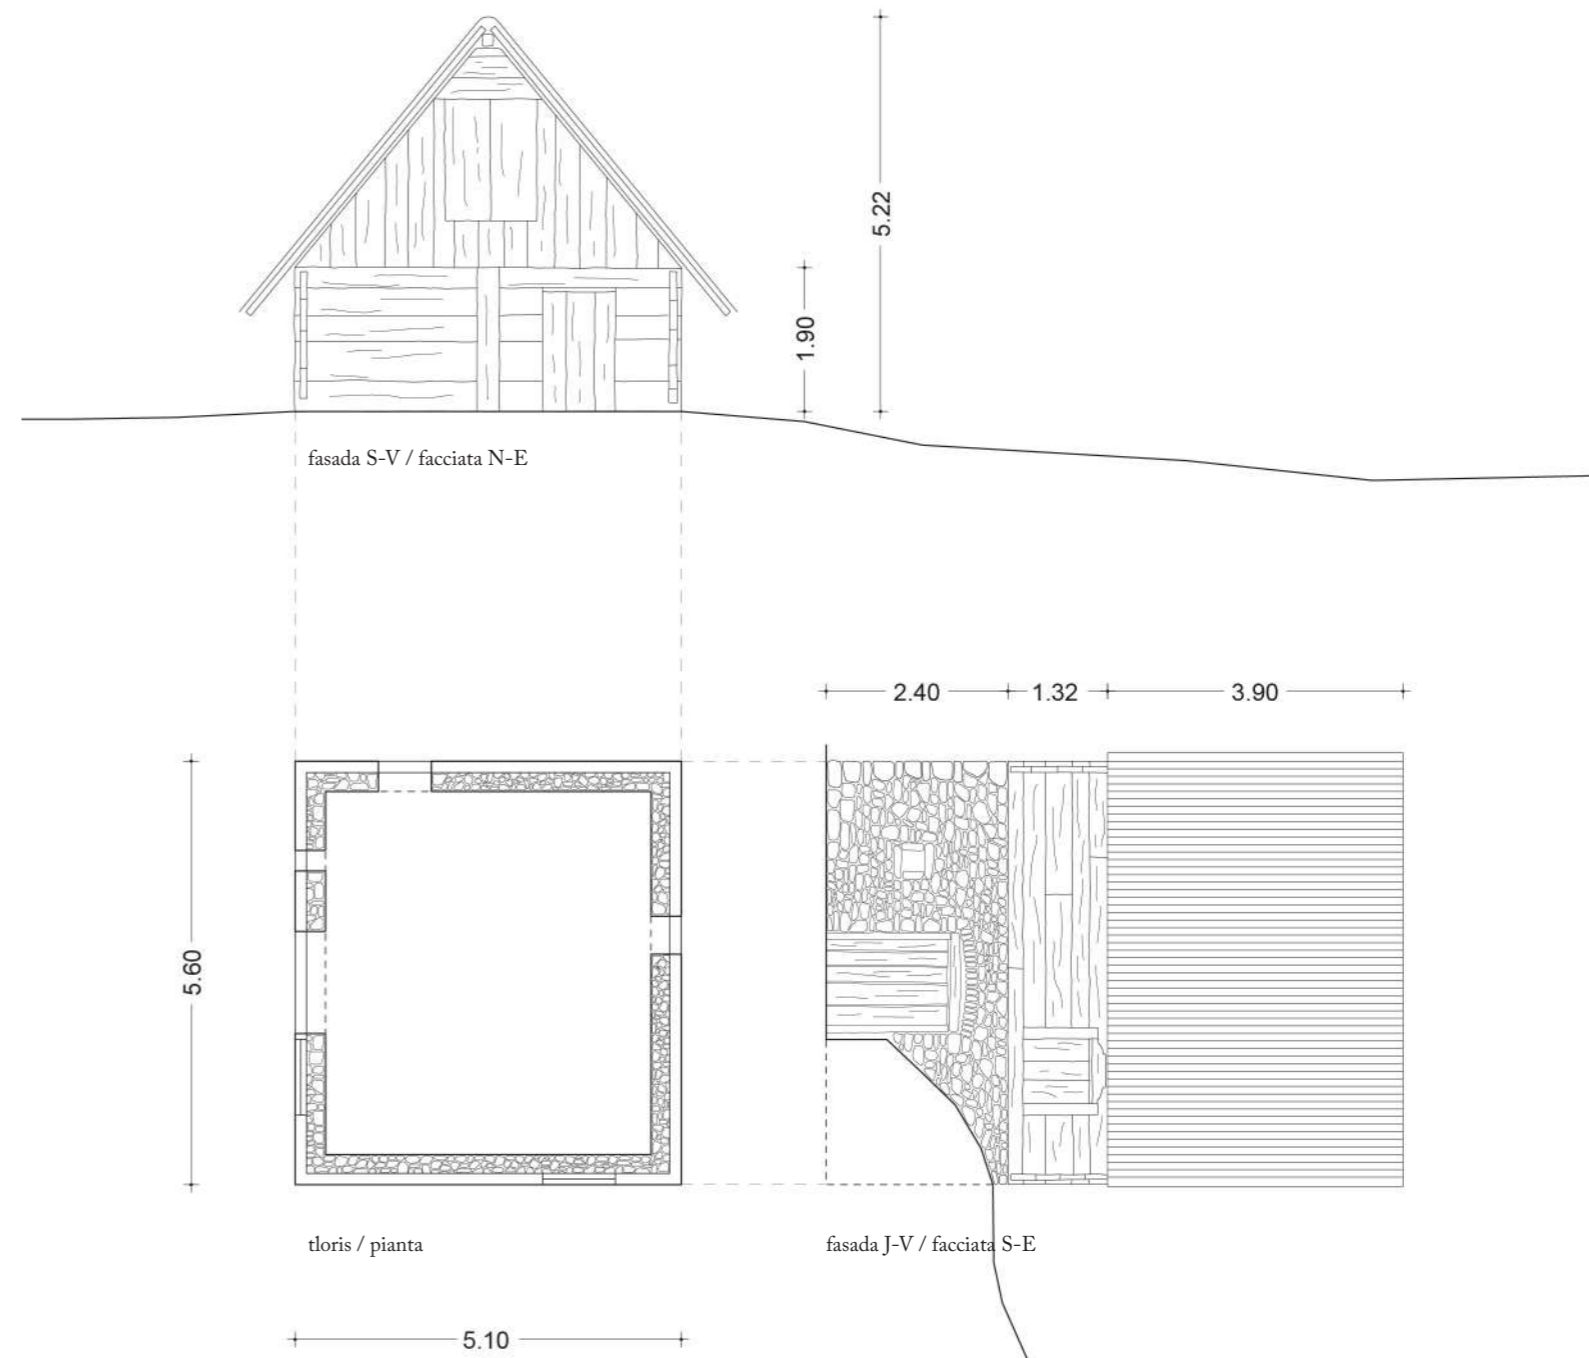 5.22
1.90
fasada S-V / facciata N-E
2.40 1.32 3.90
5.60
tloris / pianta
fasada J-V / facciata S-E
5.10